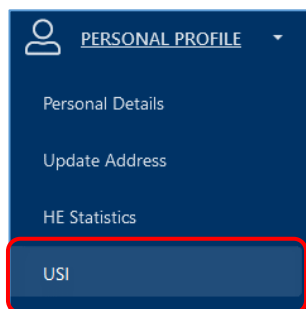 PERSONAL PROFILE
Personal Details
Update Address
HE Statistics
USI